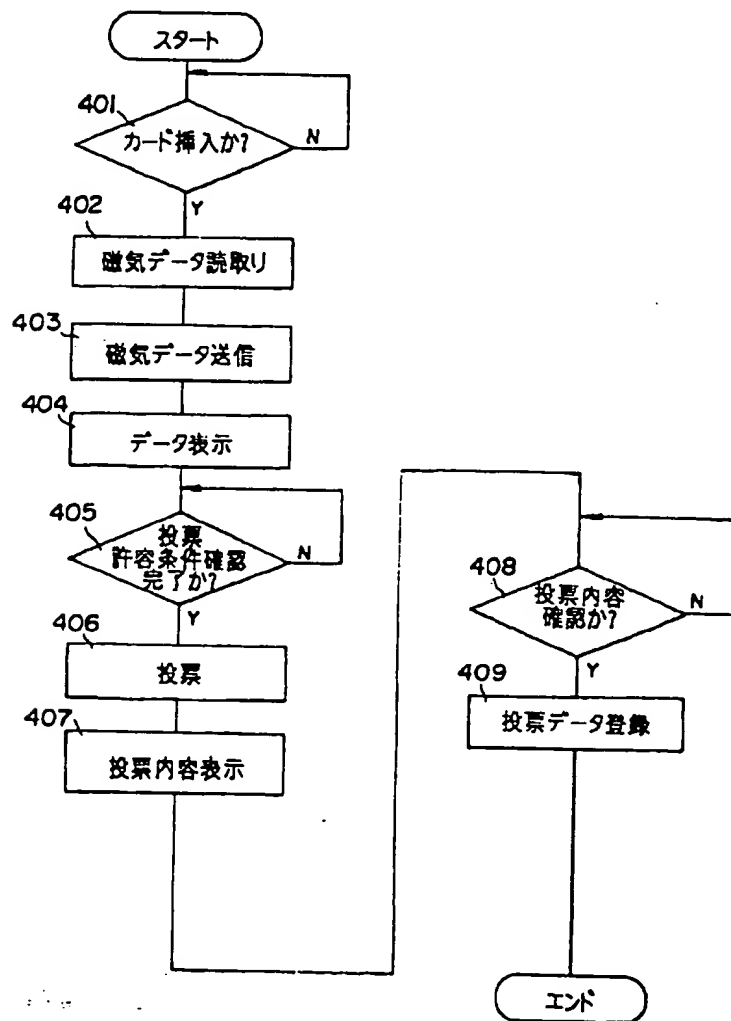 スタート
401
カード挿入か?
N
Y
402
磁気データ読取り
403
磁気データ送信
404
データ表示
405
投票
許容条件確認
完了か?
N
Y
406
投票
407
投票内容表示
408
投票内容
確認か?
N
Y
409
投票データ登録
エンド